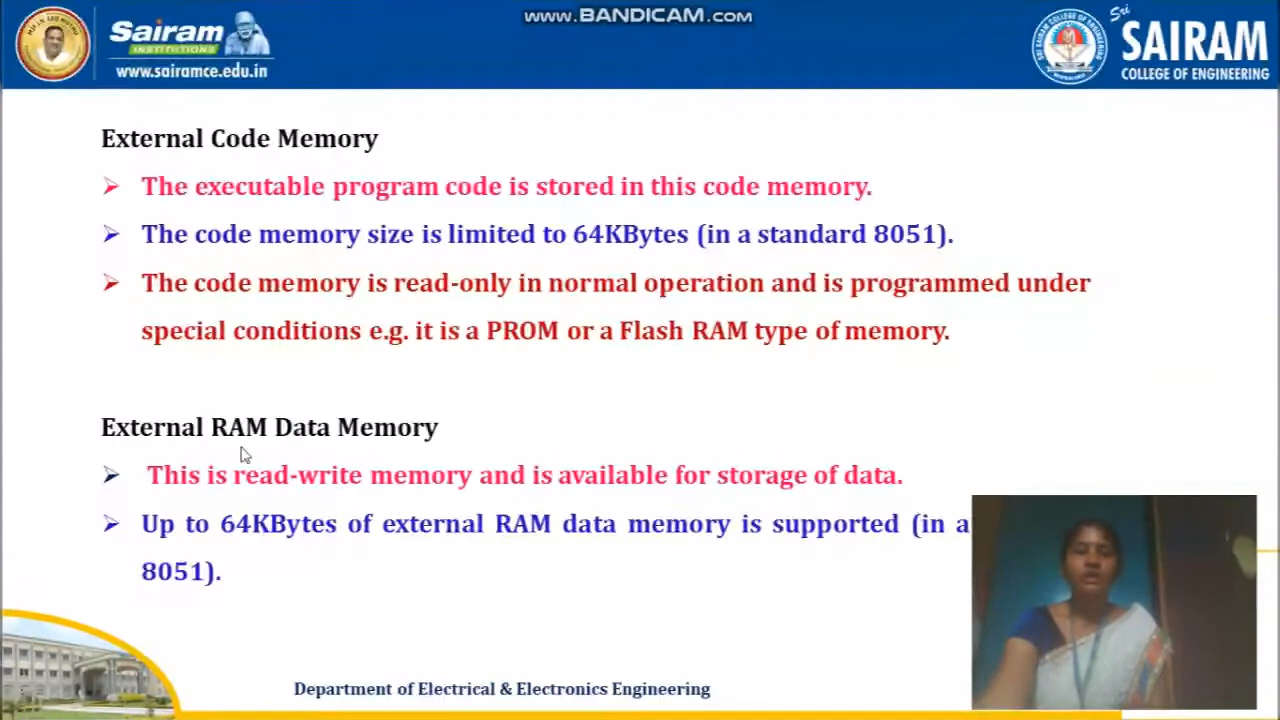 www.BANDICAM.com
Sairam
INSTITUTIONS
www.sairamce.edu.in
Sri
SAIRAM
COLLEGE OF ENGINEERING
External Code Memory
The executable program code is stored in this code memory.
The code memory size is limited to 64KBytes (in a standard 8051).
The code memory is read-only in normal operation and is programmed under
special conditions e.g. it is a PROM or a Flash RAM type of memory.
External RAM Data Memory
This is read-write memory and is available for storage of data.
Up to 64KBytes of external RAM data memory is supported (in a
8051).
Department of Electrical & Electronics Engineering